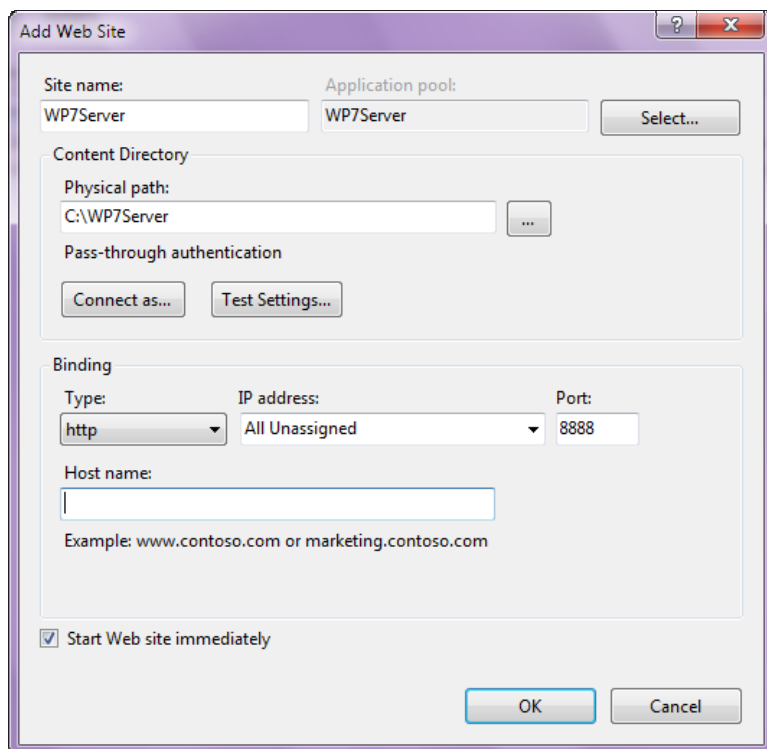 Add Web Site
?
Site name:
Application pool:
WP7Server
WP7Server
Select...
Content Directory
Physical path:
C:\WP7Server
...
Pass-through authentication
Connect as...
Test Settings...
Binding
Type:
IP address:
Port:
http
All Unassigned
8888
Host name:
Example: www.contoso.com or marketing.contoso.com
Start Web site immediately
OK
Cancel